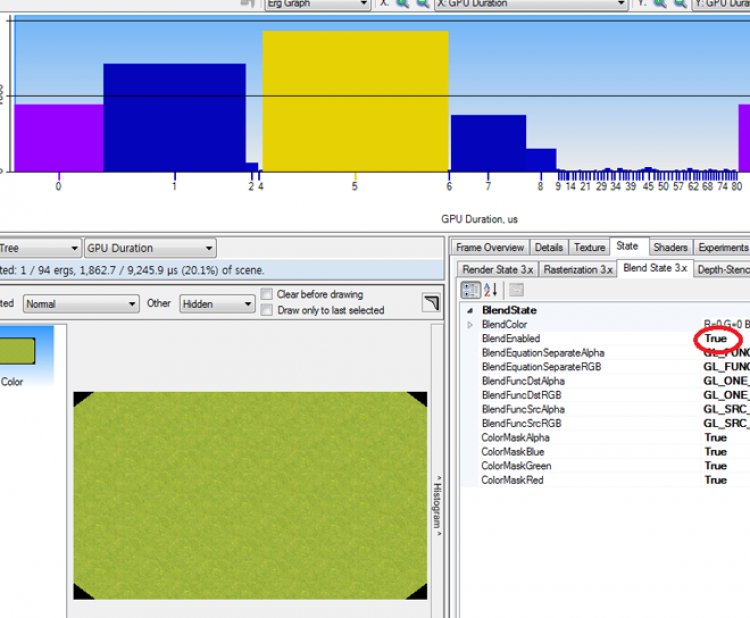 Erg Graph X: X: GPU Duration Y: Y: GPU Dura
0 1 2 4 5 6 7 8 9 14 21 29 34 39 45 50 57 62 68 74 80
GPU Duration, us
Tree GPU Duration
ted: 1 / 94 ergs, 1,862.7 / 9,245.9 µs (20.1%) of scene.
ted Normal Other Hidden Clear before drawing
Draw only to last selected
Color
^ Histogram ^
Frame Overview Details Texture State Shaders Experiments
Render State 3.x Rasterization 3.x Blend State 3.x Depth-Stenc
BlendState
BlendColor R=0 G=0 B
BlendEnabled True
BlendEquationSeparateAlpha GL_FUNC
BlendEquationSeparateRGB GL_FUNC
BlendFuncDstAlpha GL_ONE_
BlendFuncDstRGB GL_ONE_
BlendFuncSrcAlpha GL_SRC_
BlendFuncSrcRGB GL_SRC_
ColorMaskAlpha True
ColorMaskBlue True
ColorMaskGreen True
ColorMaskRed True